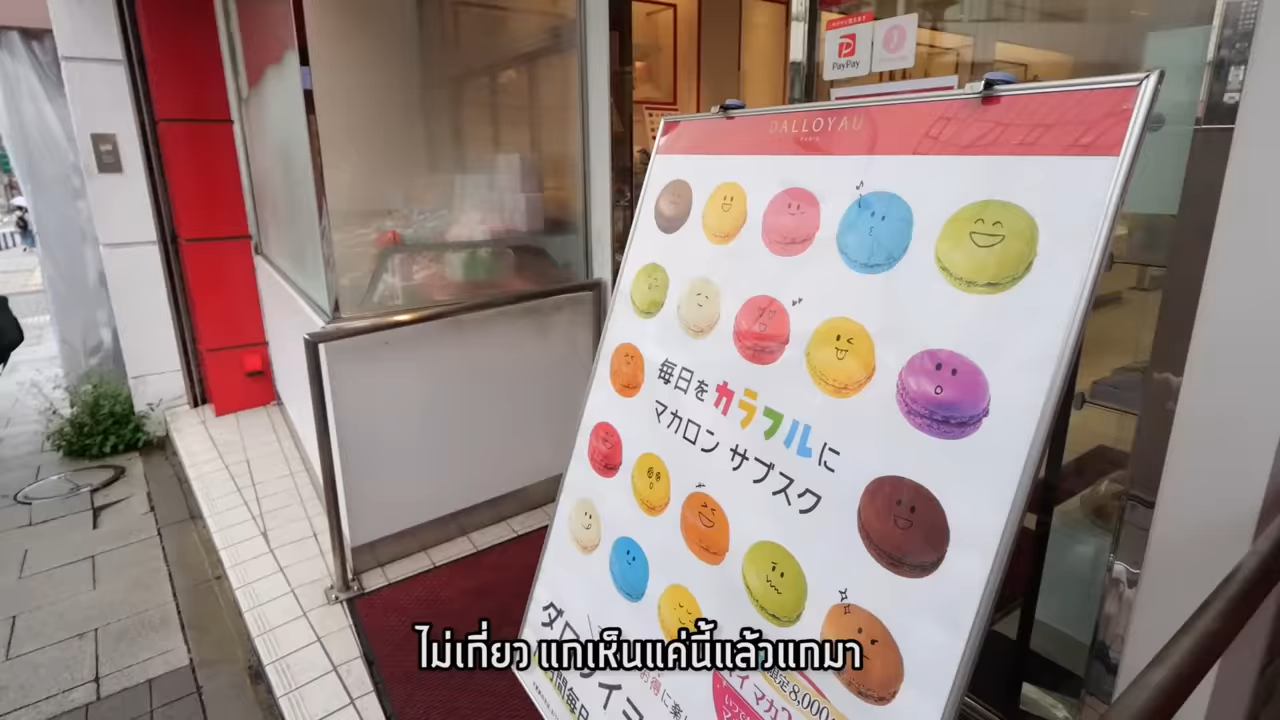 PayPay
DALLOYAU
PARIS
毎日をカラフルに
マカロン サブスク
ไม่เกี่ยว แกเห็นแค่นี้แล้วแกมา
限定8,000